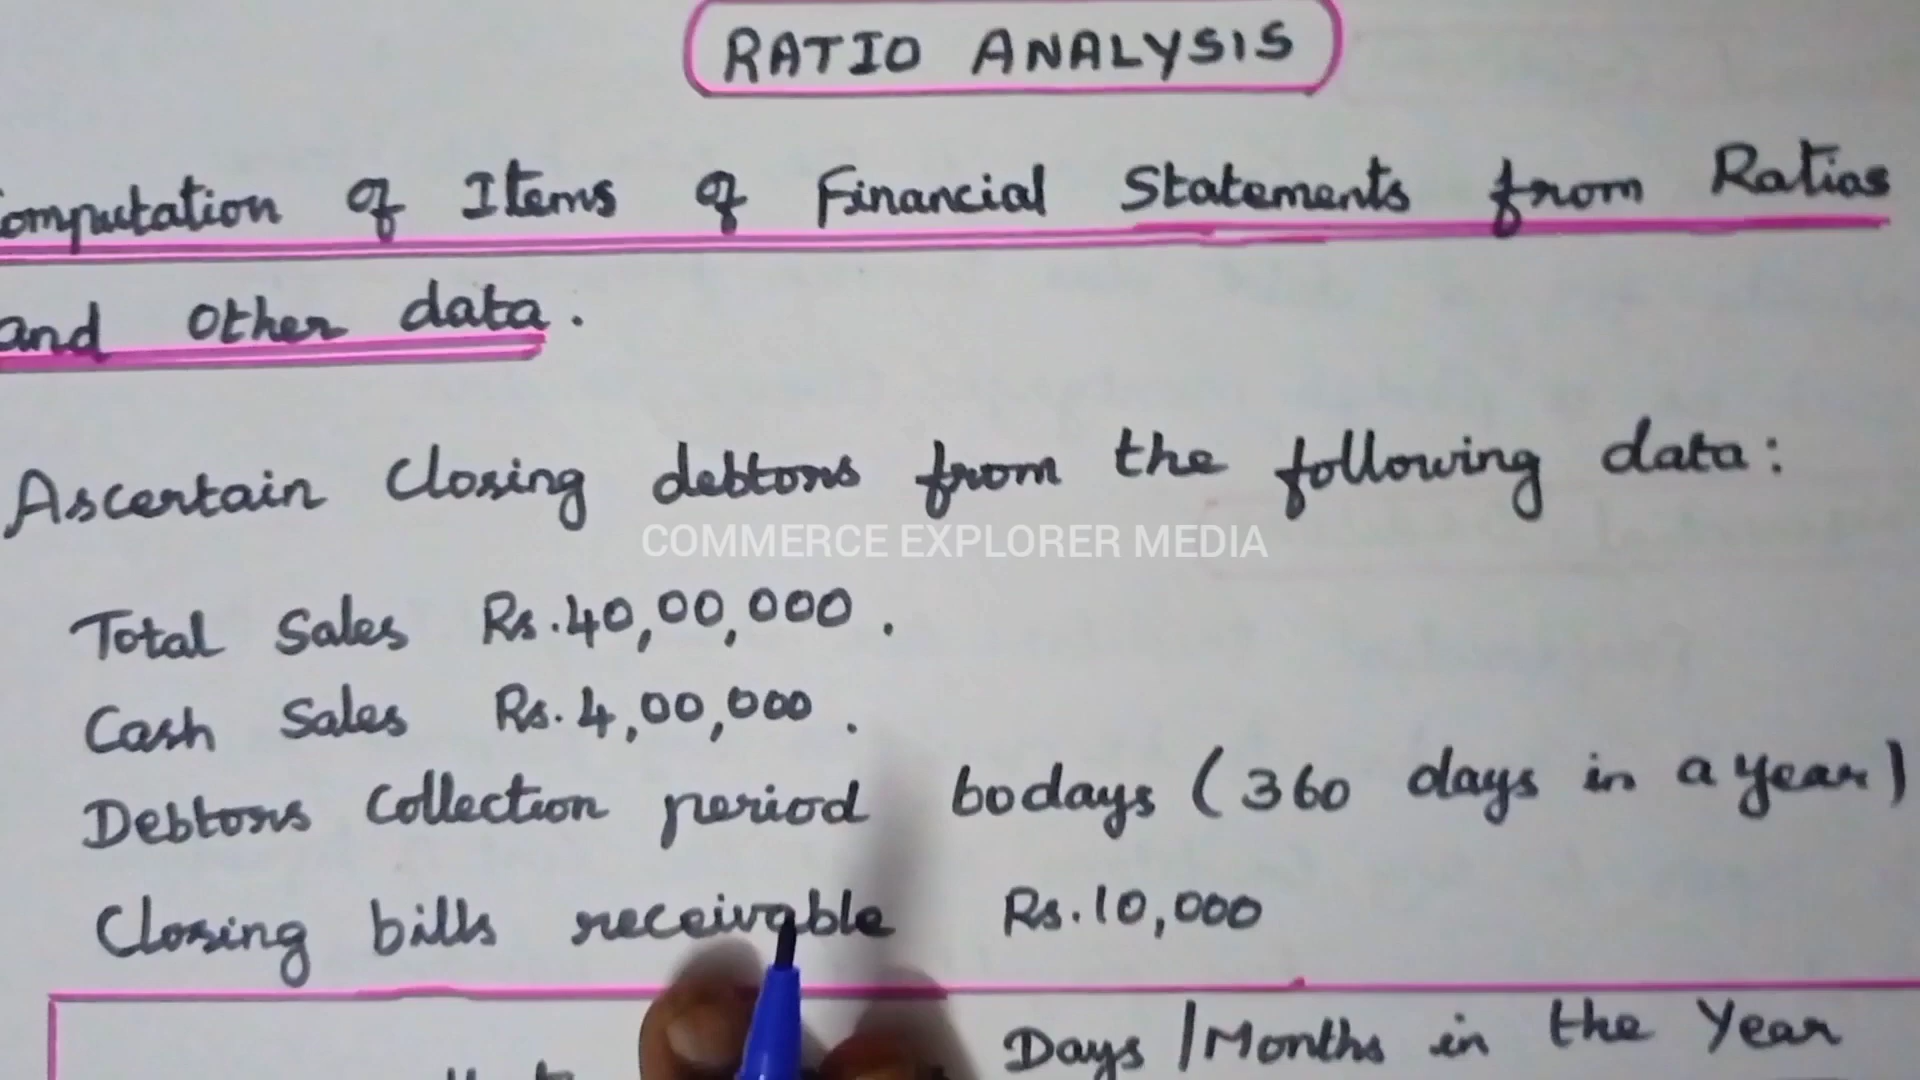 RATIO ANALYSIS
omputation of Items of Financial Statements from Ratios
and other data.
Ascertain Closing debtors from the following data:
COMMERCE EXPLORER MEDIA
Total Sales Rs.40,00,000.
Cash Sales Rs.4,00,000.
Debtors Collection period 60days (360 days in a year)
Closing bills receivable Rs.10,000
Days/Months in the Year